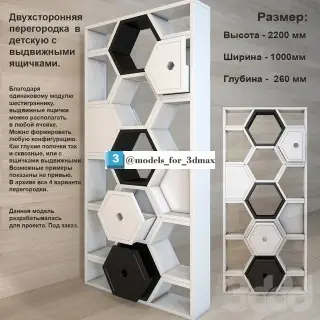 Двухсторонняя
перегородка в
детскую с
выдвижными
ящичками.
Благодаря
одинаковому модулю
шестиграннику,
выдвижные ящички
можно располагать
в любой ячейке.
Можно формировать
любую конфигурацию.
Как глухие полочки так
и сквозные, или с
ящичками выдвижными.
Возможные примеры
показаны на превью.
В архиве все 4 варианта
перегородки.
Данная модель
разрабатывалась
для проекта. Под заказ.
Размер:
Высота - 2200 мм
Ширина - 1000мм
Глубина - 260 мм
3 @models_for_3dmax